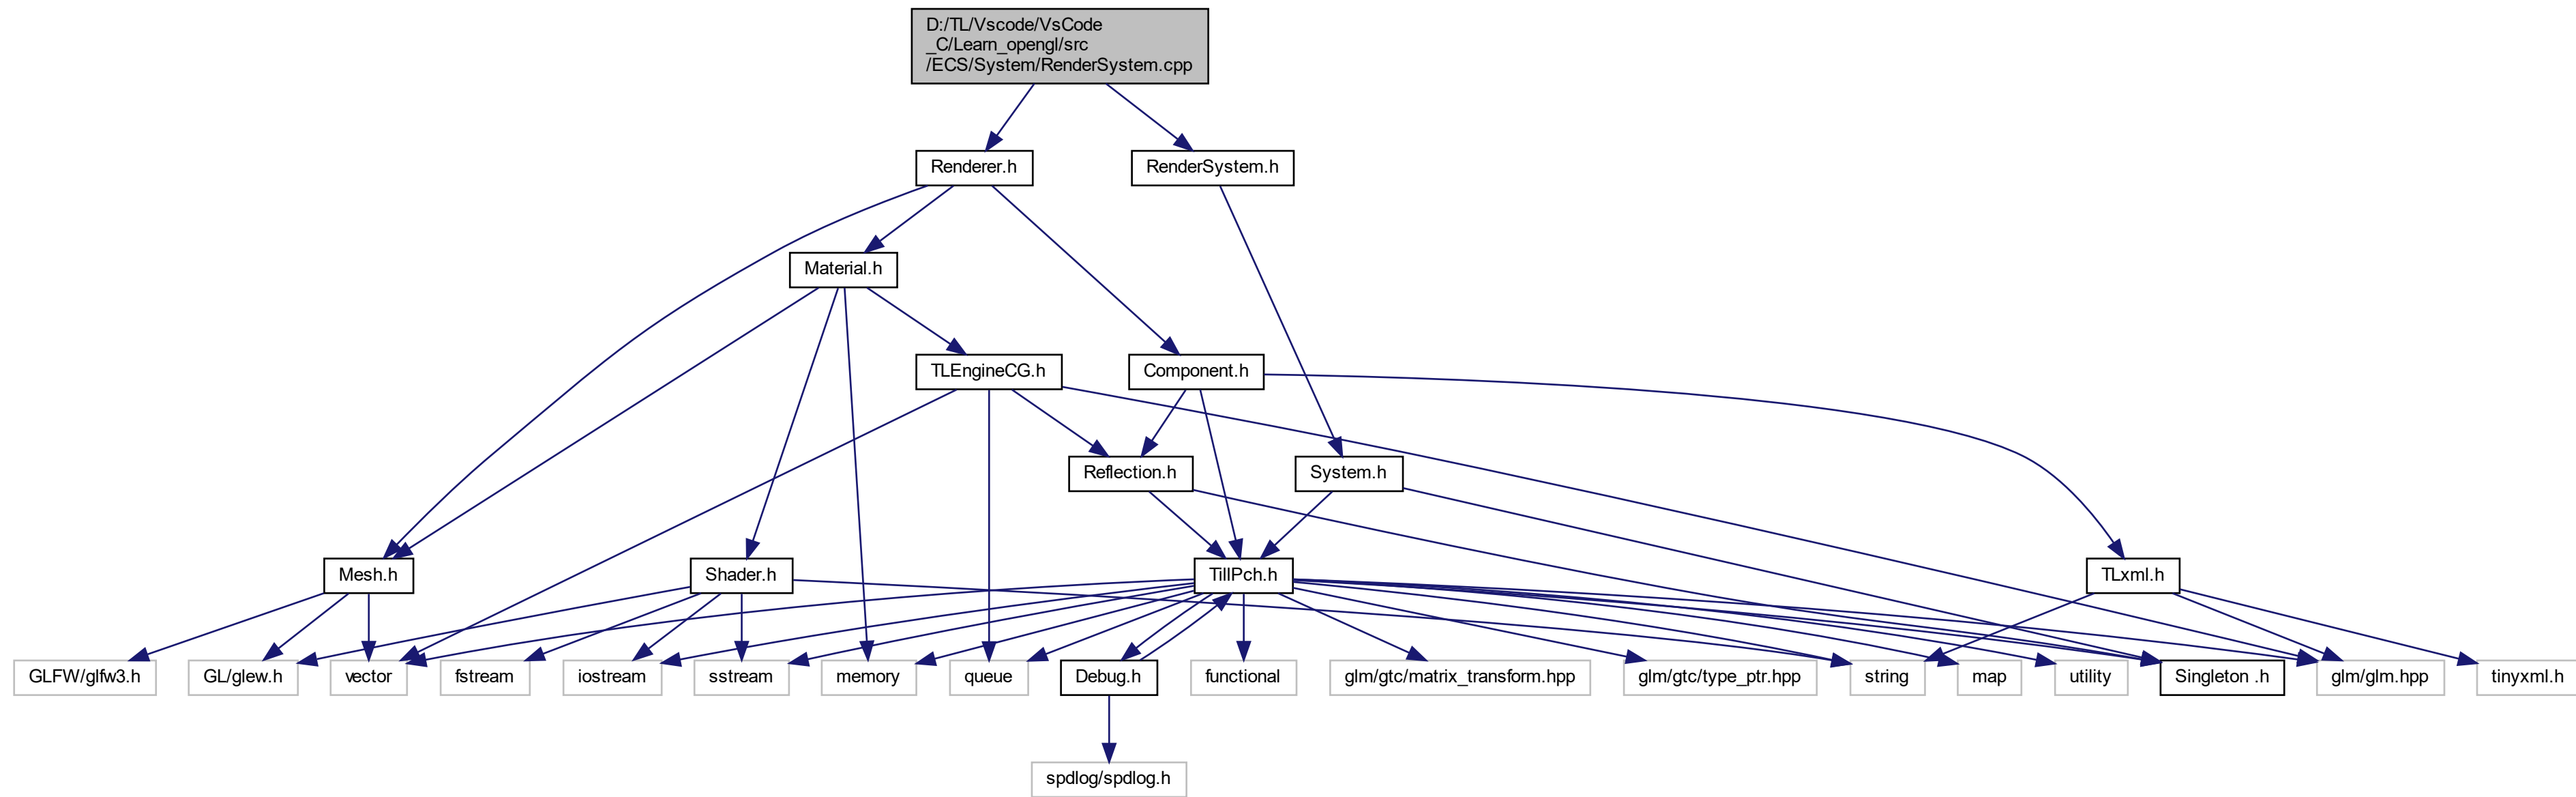 D:/TL/Vscode/VsCode
_C/Learn_opengl/src
/ECS/System/RenderSystem.cpp
Renderer.h
RenderSystem.h
Material.h
TLEngineCG.h
Component.h
Reflection.h
System.h
Mesh.h
Shader.h
TillPch.h
TLxml.h
GLFW/glfw3.h
GL/glew.h
vector
fstream
iostream
sstream
memory
queue
Debug.h
functional
glm/gtc/matrix_transform.hpp
glm/gtc/type_ptr.hpp
string
map
utility
Singleton .h
glm/glm.hpp
tinyxml.h
spdlog/spdlog.h